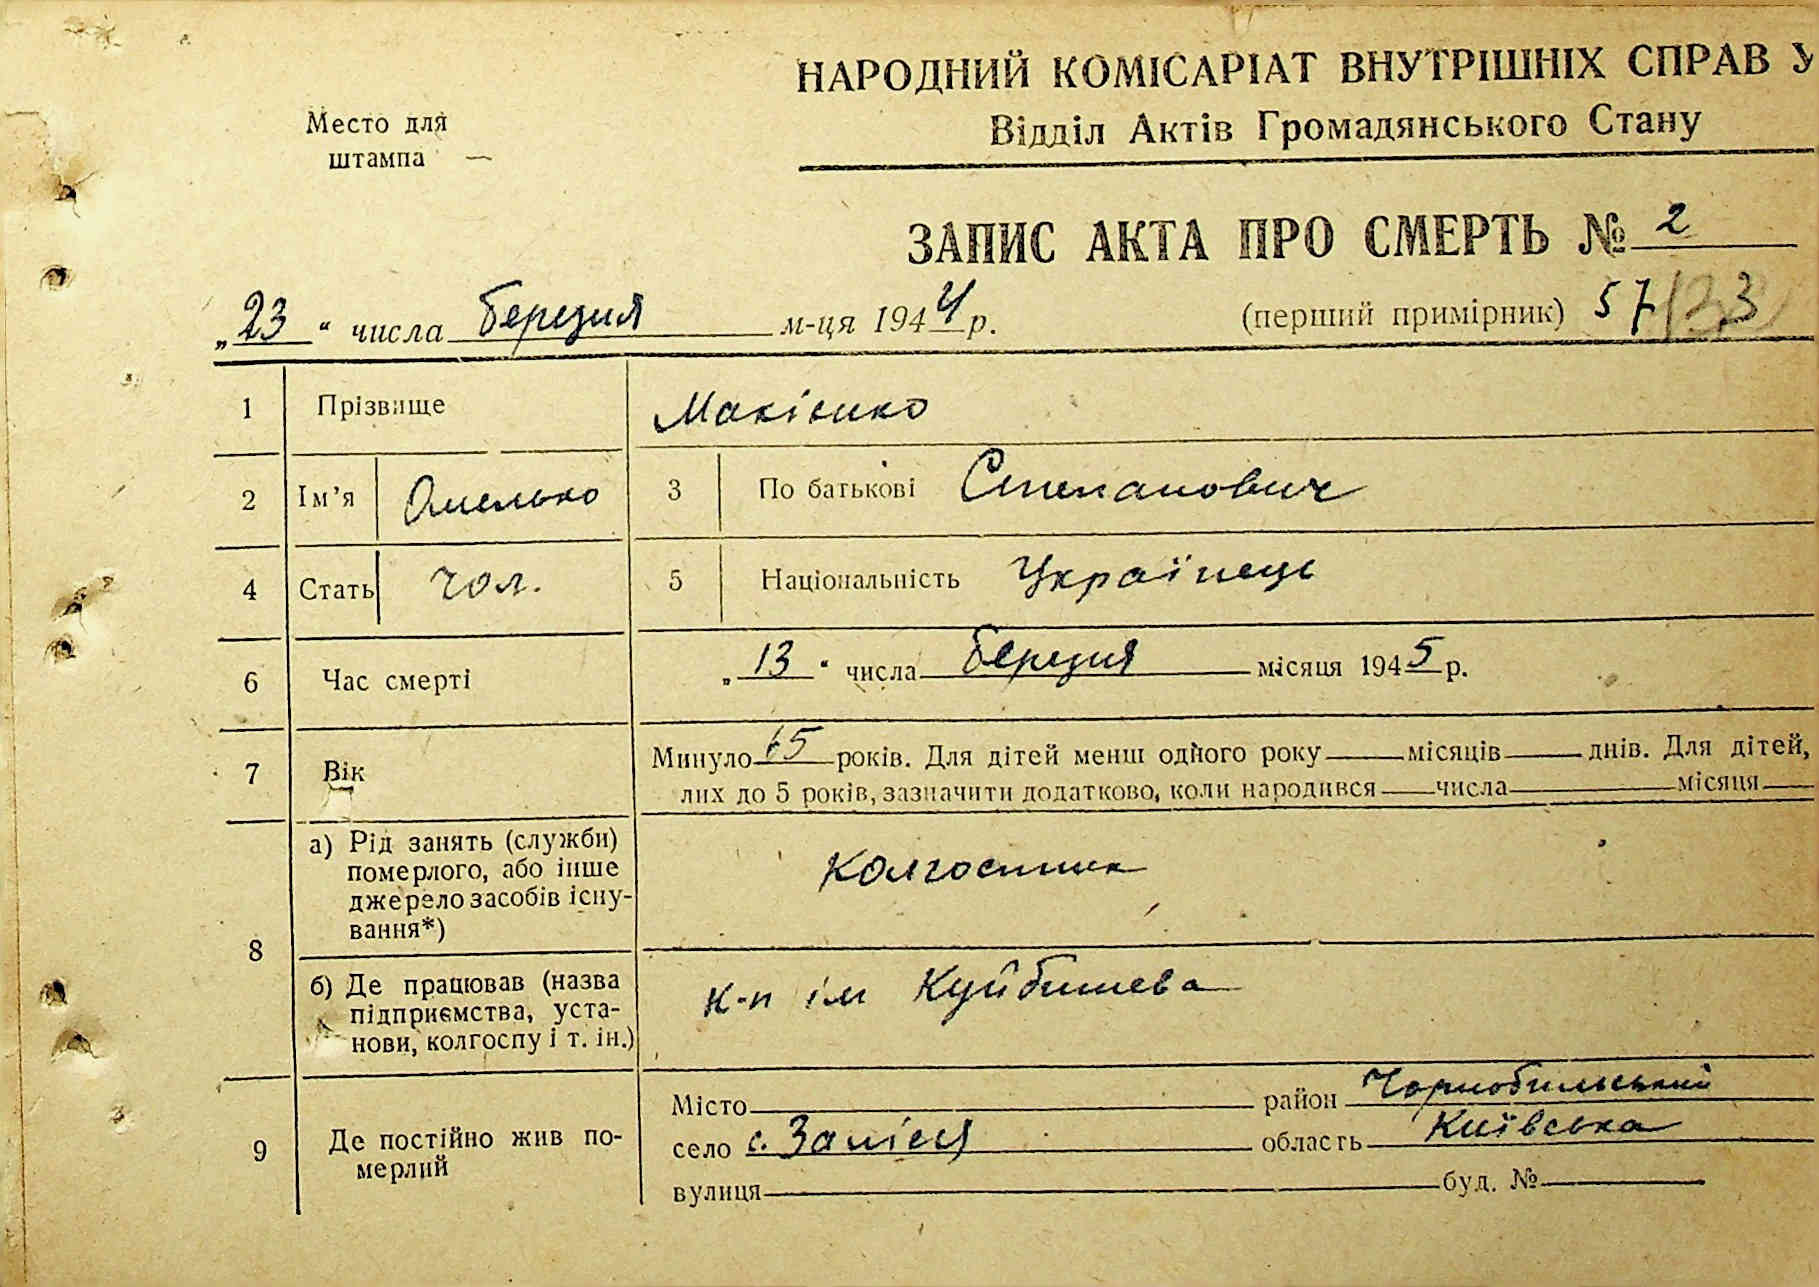 НАРОДНИЙ КОМІСАРІАТ ВНУТРІШНІХ СПРАВ У
Відділ Актів Громадянського Стану
Место для
штампа
ЗАПИС АКТА ПРО СМЕРТЬ № 2
„23" числа березня м-ця 1944 р. (перший примірник) 57
1 Прізвище Макієнко
2 Ім'я Омелько 3 По батькові Степанович
4 Стать чол. 5 Національність Українець
6 Час смерті „13" числа березня місяця 1945 р.
7 Вік Минуло 65 років. Для дітей менш одного року місяців днів. Для дітей,
лих до 5 років, зазначити додатково, коли народився числа місяця
8 а) Рід занять (служби)
померлого, або інше
джерело засобів існу-
вання*) колгоспник
б) Де працював (назва
підприємства, уста-
нови, колгоспу і т. ін.) к-п ім Куйбишева
9 Де постійно жив по-
мерлий
Місто район Чорнобильський
село с. Залісся область Київська
вулиця буд. №